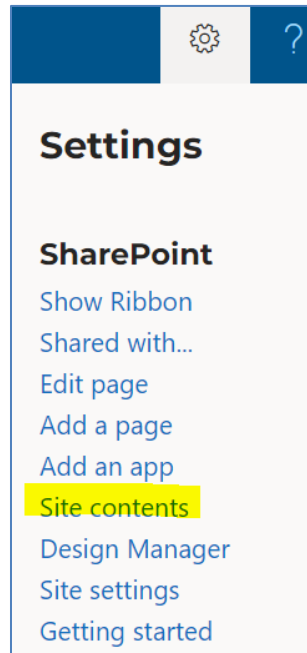 ?
Settings
SharePoint
Show Ribbon
Shared with...
Edit page
Add a page
Add an app
Site contents
Design Manager
Site settings
Getting started